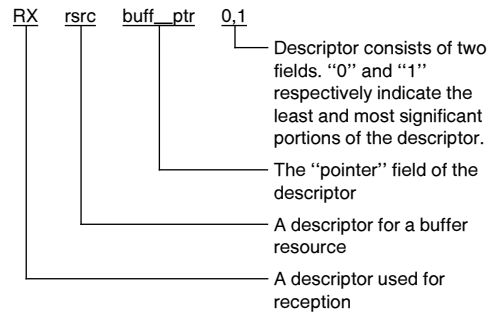 RX rsrc buff__ptr 0,1
Descriptor consists of two
fields. ‘‘0’’ and ‘‘1’’
respectively indicate the
least and most significant
portions of the descriptor.
The ‘‘pointer’’ field of the
descriptor
A descriptor for a buffer
resource
A descriptor used for
reception